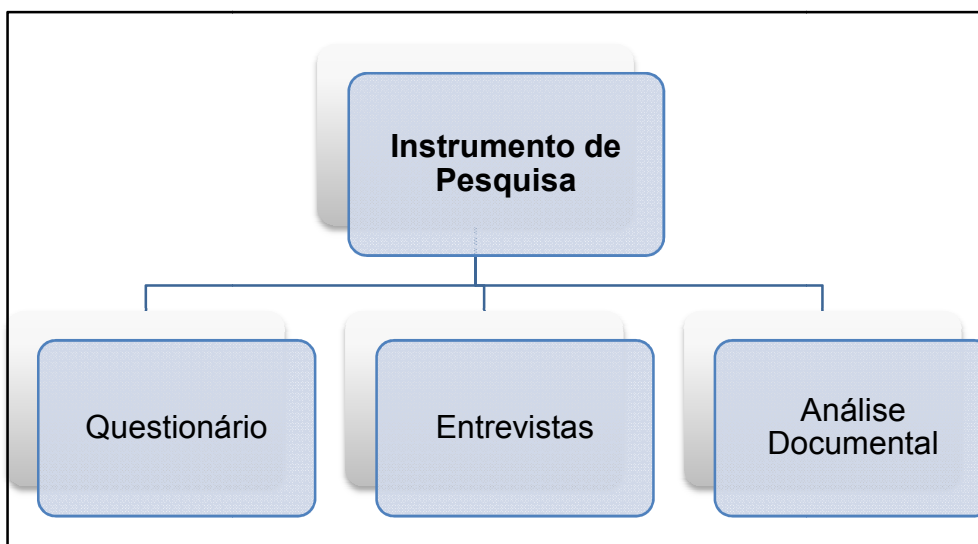 Instrumento de
Pesquisa
Questionário
Entrevistas
Análise
Documental